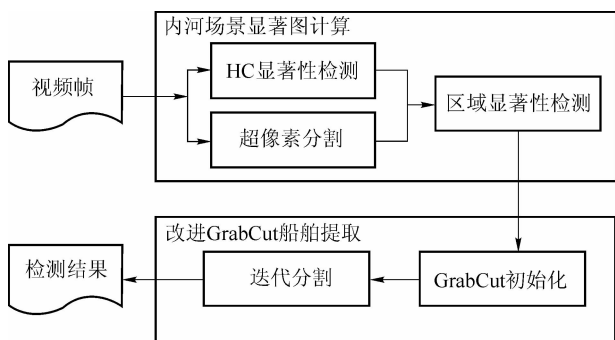 内河场景显著图计算
视频帧
HC显著性检测
超像素分割
区域显著性检测
改进GrabCut船舶提取
检测结果
迭代分割
GrabCut初始化